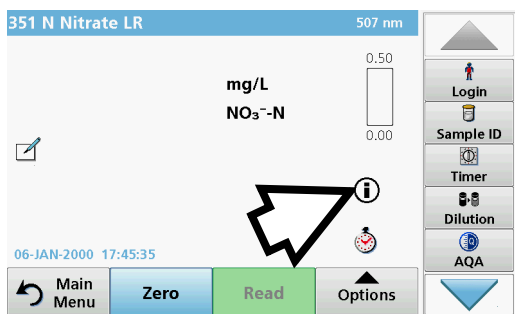 351 N Nitrate LR 507 nm
0.50
mg/L
NO₃⁻-N
0.00
i
06-JAN-2000 17:45:35
Main
Menu
Zero
Read
Options
Login
Sample ID
Timer
Dilution
AQA